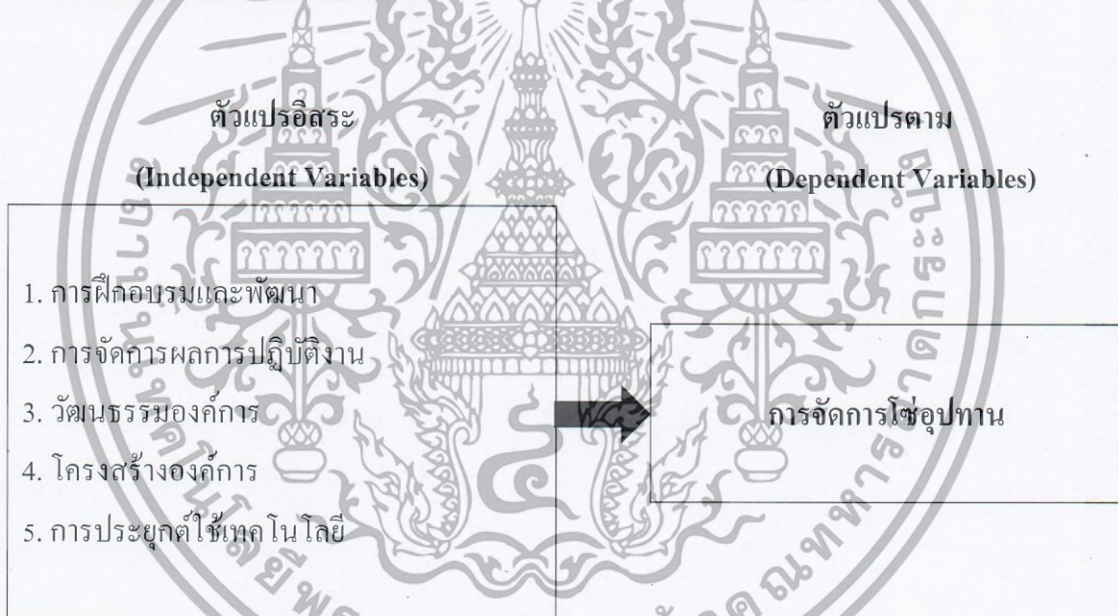 ตัวแปรอิสระ
(Independent Variables)
1. การฝึกอบรมและพัฒนา
2. การจัดการผลการปฏิบัติงาน
3. วัฒนธรรมองค์การ
4. โครงสร้างองค์การ
5. การประยุกต์ใช้เทคโนโลยี
ตัวแปรตาม
(Dependent Variables)
การจัดการโซ่อุปทาน